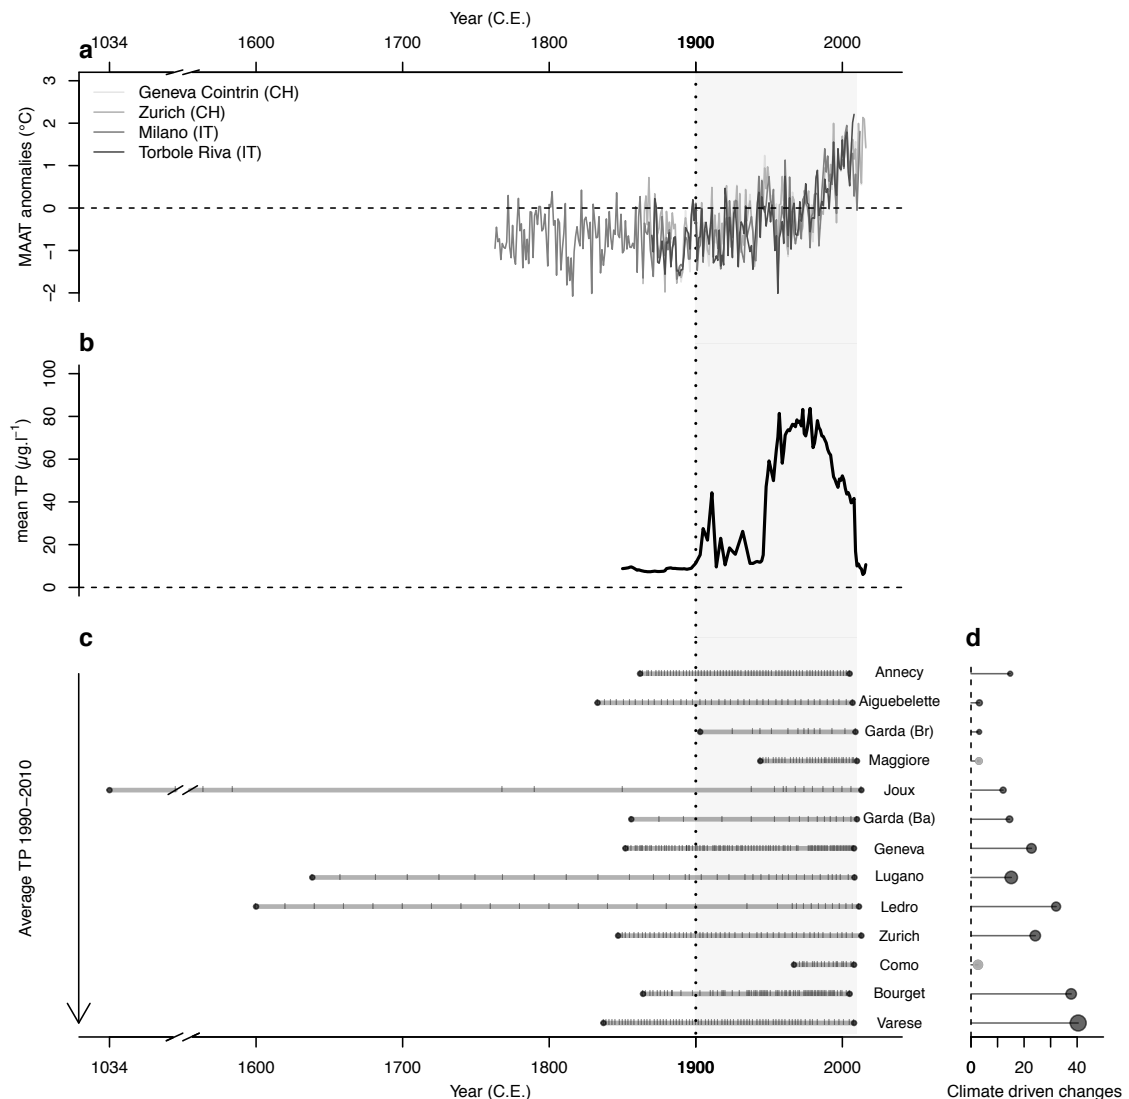 Year (C.E.)
1034 1600 1700 1800 1900 2000
a
3
2
1
0
−1
−2
MAAT anomalies (°C)
Geneva Cointrin (CH)
Zurich (CH)
Milano (IT)
Torbole Riva (IT)
b
100
80
60
40
20
0
mean TP (µg.l⁻¹)
c
Average TP 1990−2010
Annecy
Aiguebelette
Garda (Br)
Maggiore
Joux
Garda (Ba)
Geneva
Lugano
Ledro
Zurich
Como
Bourget
Varese
1034 1600 1700 1800 1900 2000
Year (C.E.)
d
0 20 40
Climate driven changes